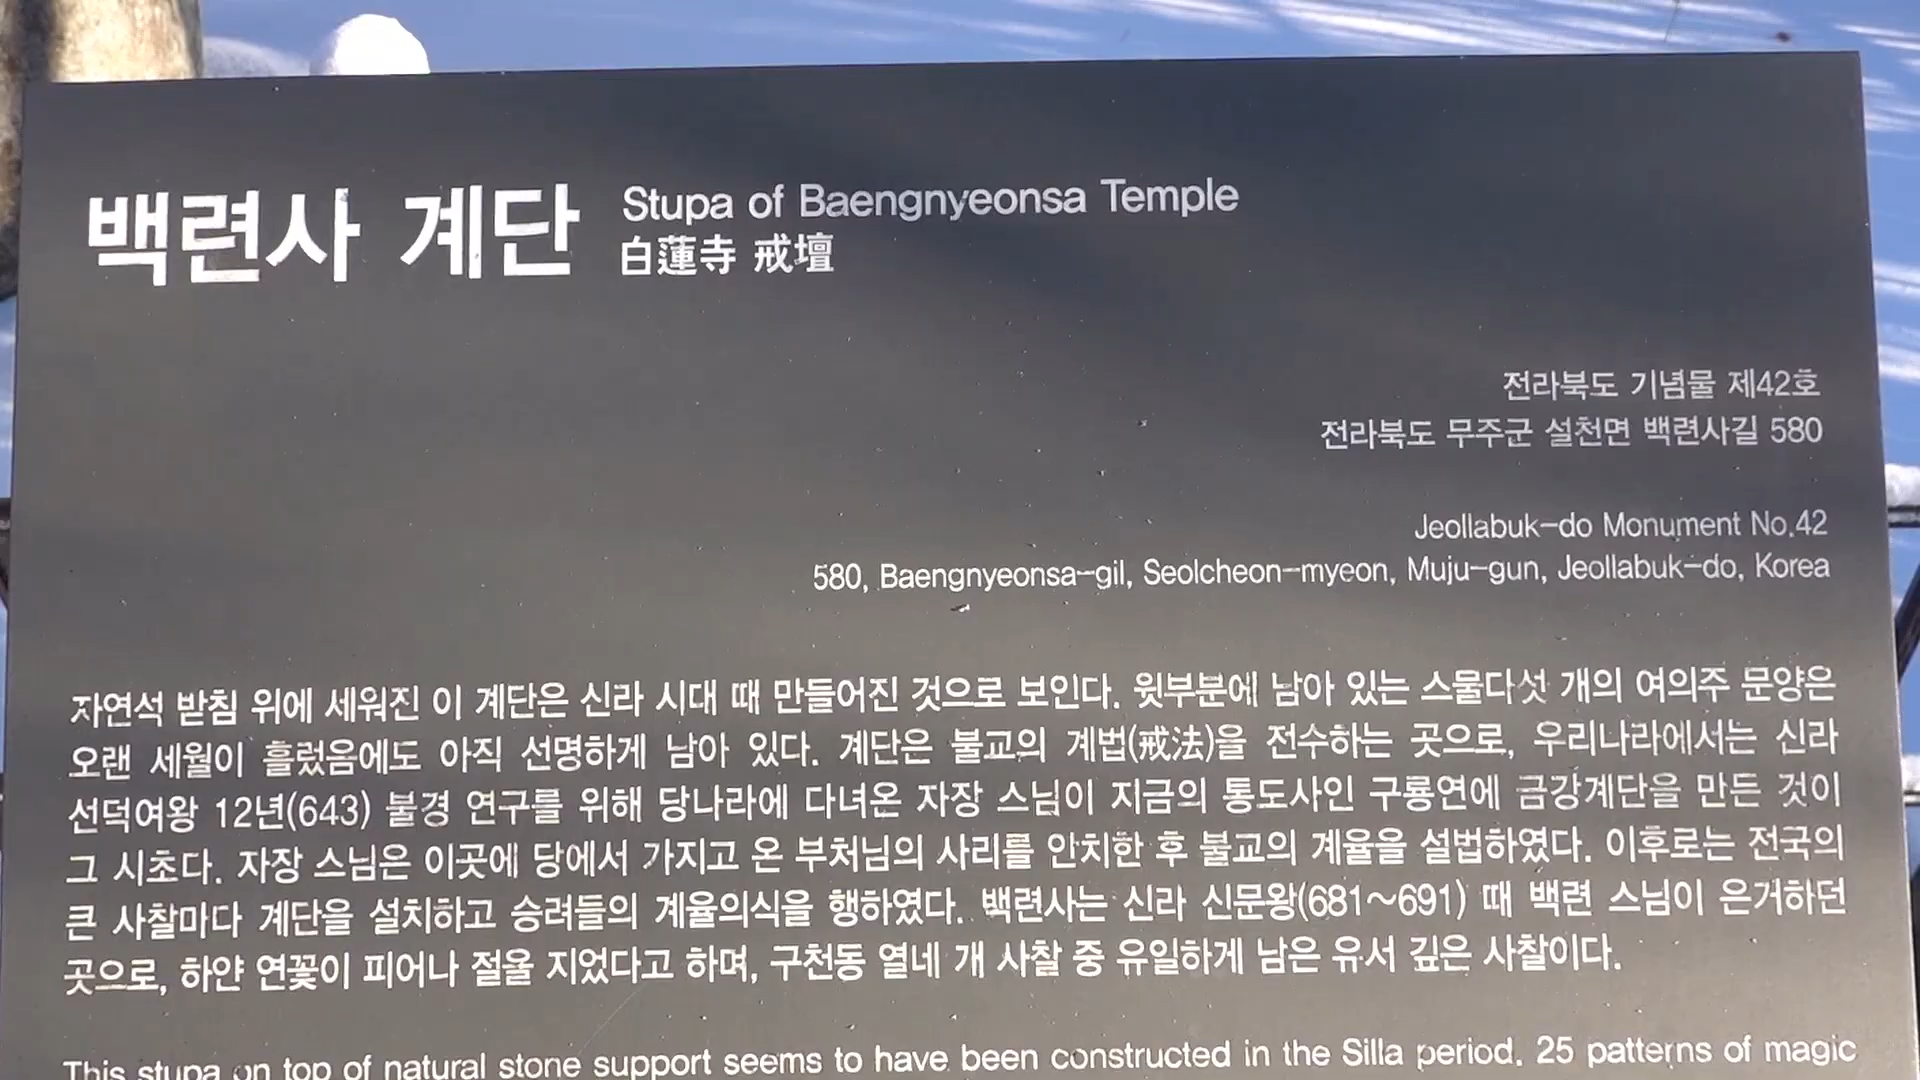 백련사 계단 Stupa of Baengnyeonsa Temple
白蓮寺 戒壇
전라북도 기념물 제42호
전라북도 무주군 설천면 백련사길 580
Jeollabuk-do Monument No.42
580, Baengnyeonsa-gil, Seolcheon-myeon, Muju-gun, Jeollabuk-do, Korea
자연석 받침 위에 세워진 이 계단은 신라 시대 때 만들어진 것으로 보인다. 윗부분에 남아 있는 스물다섯 개의 여의주 문양은
오랜 세월이 흘렀음에도 아직 선명하게 남아 있다. 계단은 불교의 계법(戒法)을 전수하는 곳으로, 우리나라에서는 신라
선덕여왕 12년(643) 불경 연구를 위해 당나라에 다녀온 자장 스님이 지금의 통도사인 구룡연에 금강계단을 만든 것이
그 시초다. 자장 스님은 이곳에 당에서 가지고 온 부처님의 사리를 안치한 후 불교의 계율을 설법하였다. 이후로는 전국의
큰 사찰마다 계단을 설치하고 승려들의 계율의식을 행하였다. 백련사는 신라 신문왕(681~691) 때 백련 스님이 은거하던
곳으로, 하얀 연꽃이 피어나 절을 지었다고 하며, 구천동 열네 개 사찰 중 유일하게 남은 유서 깊은 사찰이다.
This stupa on top of natural stone support seems to have been constructed in the Silla period. 25 patterns of magic